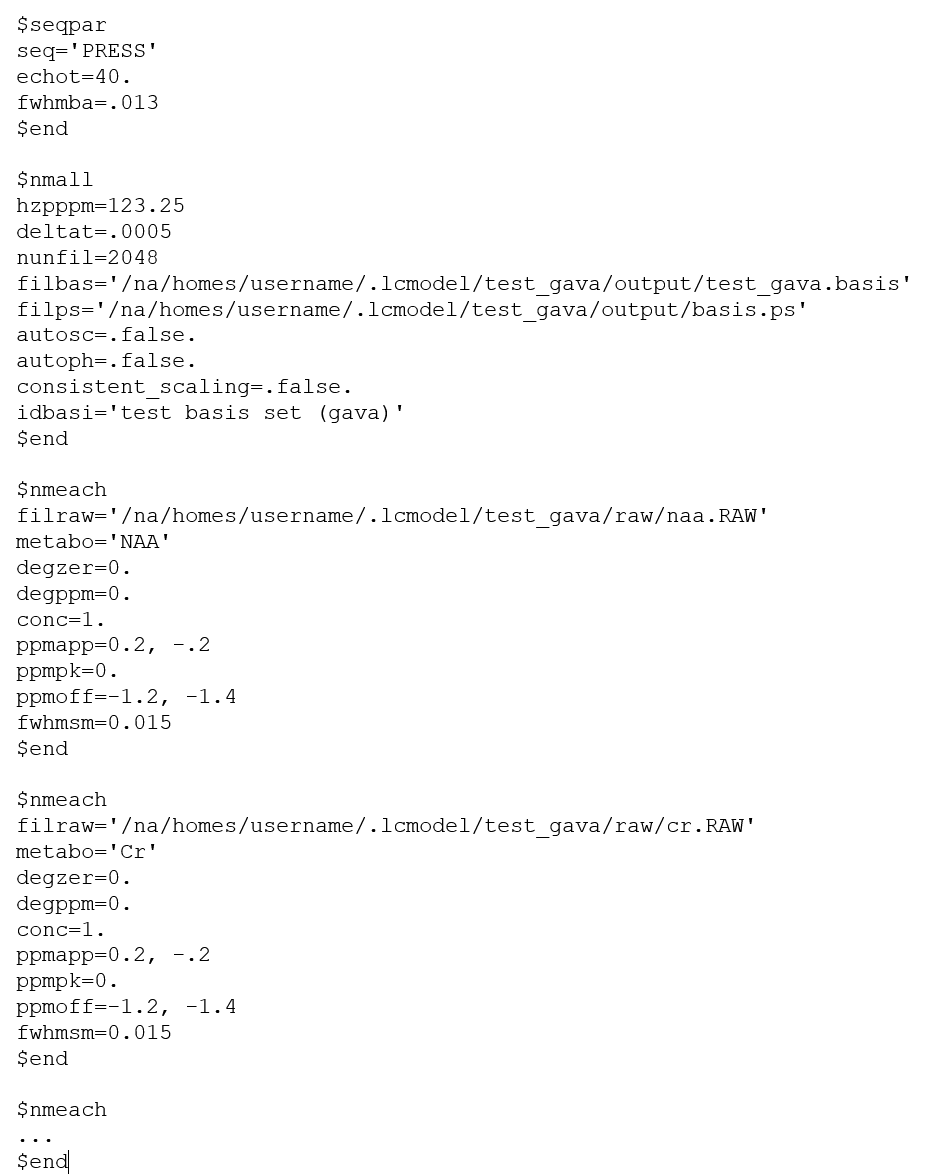 $seqpar
seq='PRESS'
echot=40.
fwhmba=.013
$end

$nmall
hzpppm=123.25
deltat=.0005
nunfil=2048
filbas='/na/homes/username/.lcmodel/test_gava/output/test_gava.basis'
filps='/na/homes/username/.lcmodel/test_gava/output/basis.ps'
autosc=.false.
autoph=.false.
consistent_scaling=.false.
idbasi='test basis set (gava)'
$end

$nmeach
filraw='/na/homes/username/.lcmodel/test_gava/raw/naa.RAW'
metabo='NAA'
degzer=0.
degppm=0.
conc=1.
ppmapp=0.2, -.2
ppmpk=0.
ppmoff=-1.2, -1.4
fwhmsm=0.015
$end

$nmeach
filraw='/na/homes/username/.lcmodel/test_gava/raw/cr.RAW'
metabo='Cr'
degzer=0.
degppm=0.
conc=1.
ppmapp=0.2, -.2
ppmpk=0.
ppmoff=-1.2, -1.4
fwhmsm=0.015
$end

$nmeach
...
$end